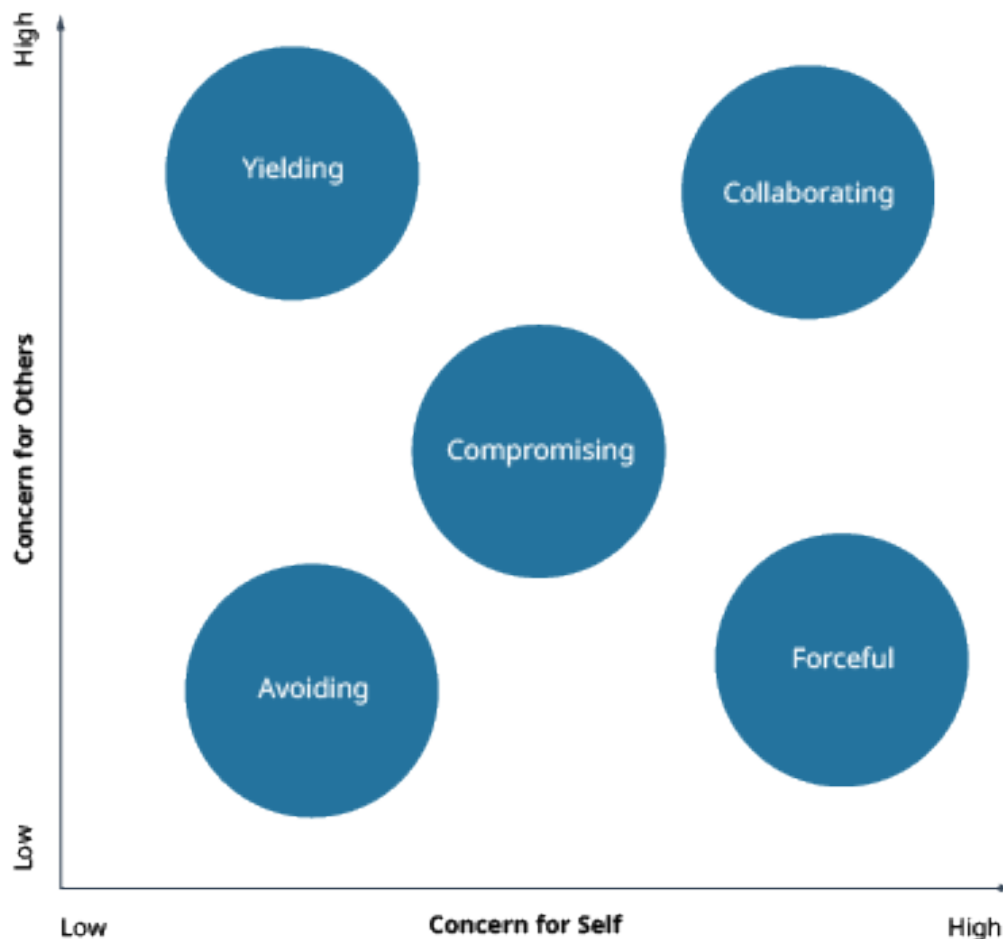 High
Yielding
Collaborating
Concern for Others
Compromising
Forceful
Avoiding
Low
Low
Concern for Self
High